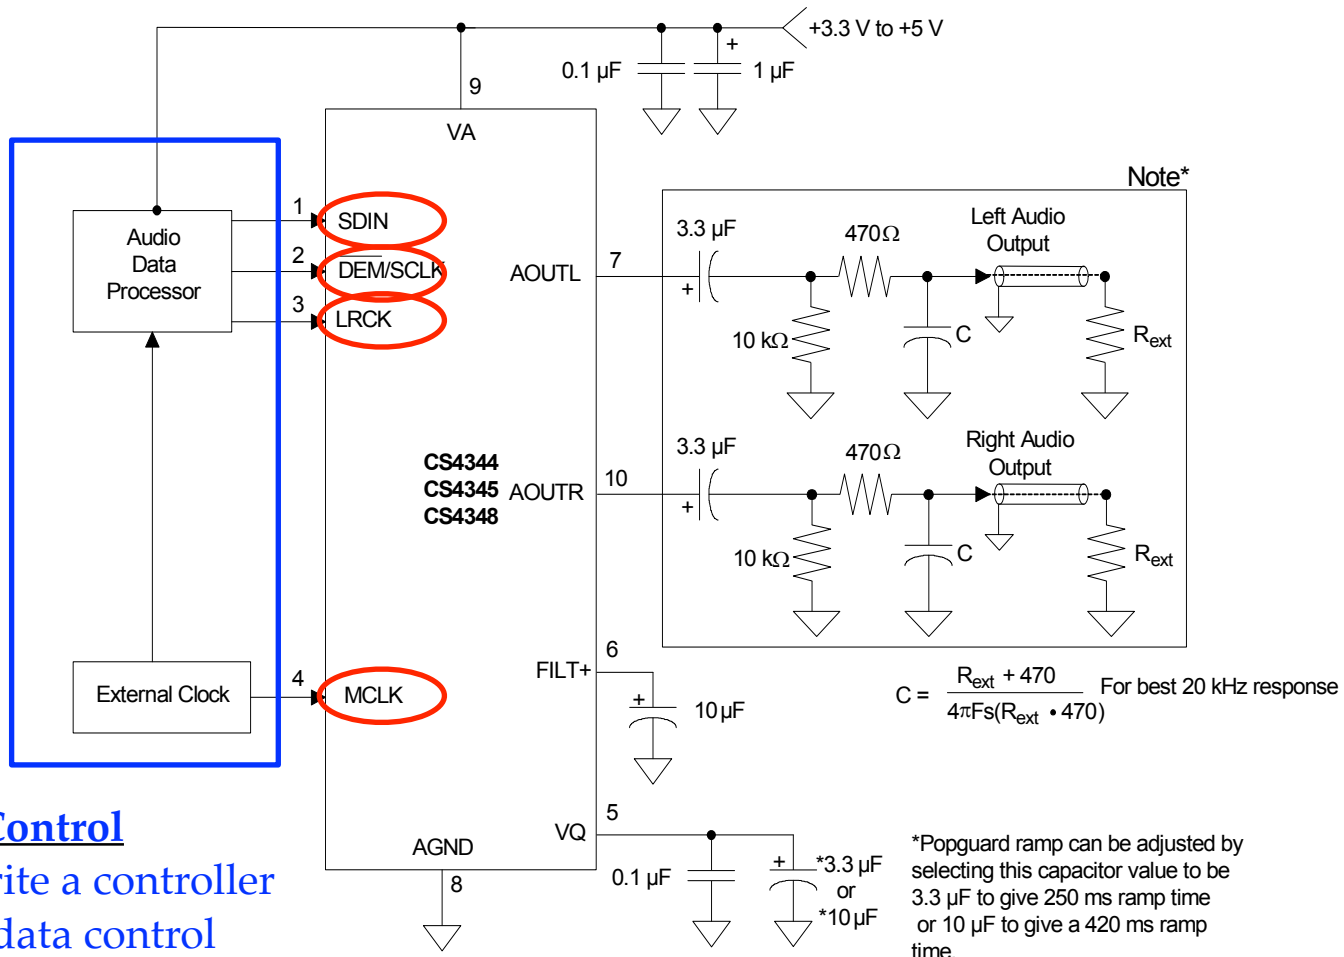 +3.3 V to +5 V
0.1 µF
1 µF
+
9
VA
Note*
1
SDIN
Audio
Data
Processor
2
DEM/SCLK
3
LRCK
3.3 µF
+
470Ω
Left Audio
Output
AOUTL
7
10 kΩ
C
Rext
CS4344
CS4345
CS4348
AOUTR
10
3.3 µF
+
470Ω
Right Audio
Output
10 kΩ
C
Rext
External Clock
4
MCLK
FILT+
6
+
10 µF
C = Rext + 470 / 4πFs(Rext • 470) For best 20 kHz response
VQ
5
0.1 µF
+
*3.3 µF
or
*10 µF
AGND
8
*Popguard ramp can be adjusted by
selecting this capacitor value to be
3.3 µF to give 250 ms ramp time
or 10 µF to give a 420 ms ramp
time.
Control
rite a controller
data control